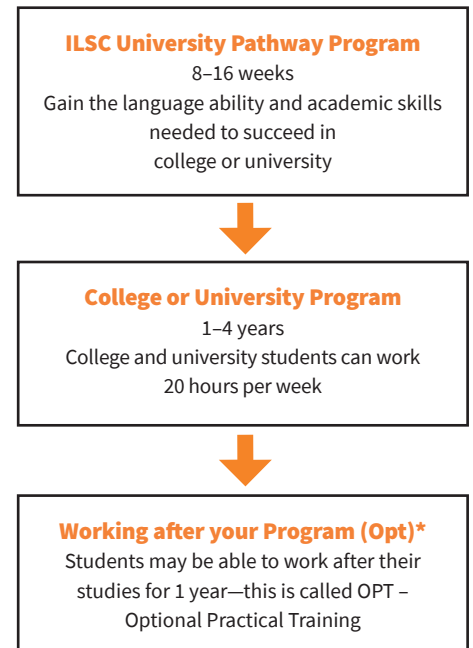 ILSC University Pathway Program
8–16 weeks
Gain the language ability and academic skills
needed to succeed in
college or university
College or University Program
1–4 years
College and university students can work
20 hours per week
Working after your Program (Opt)*
Students may be able to work after their
studies for 1 year—this is called OPT –
Optional Practical Training